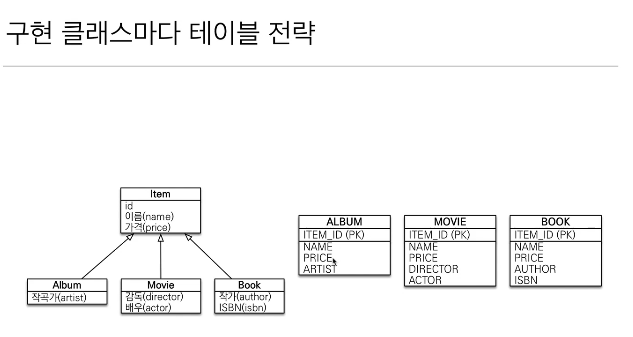 구현 클래스마다 테이블 전략
Item
id
이름(name)
가격(price)
Album
작곡가(artist)
Movie
감독(director)
배우(actor)
Book
작가(author)
ISBN(isbn)
ALBUM
ITEM_ID (PK)
NAME
PRICE
ARTIST
MOVIE
ITEM_ID (PK)
NAME
PRICE
DIRECTOR
ACTOR
BOOK
ITEM_ID (PK)
NAME
PRICE
AUTHOR
ISBN